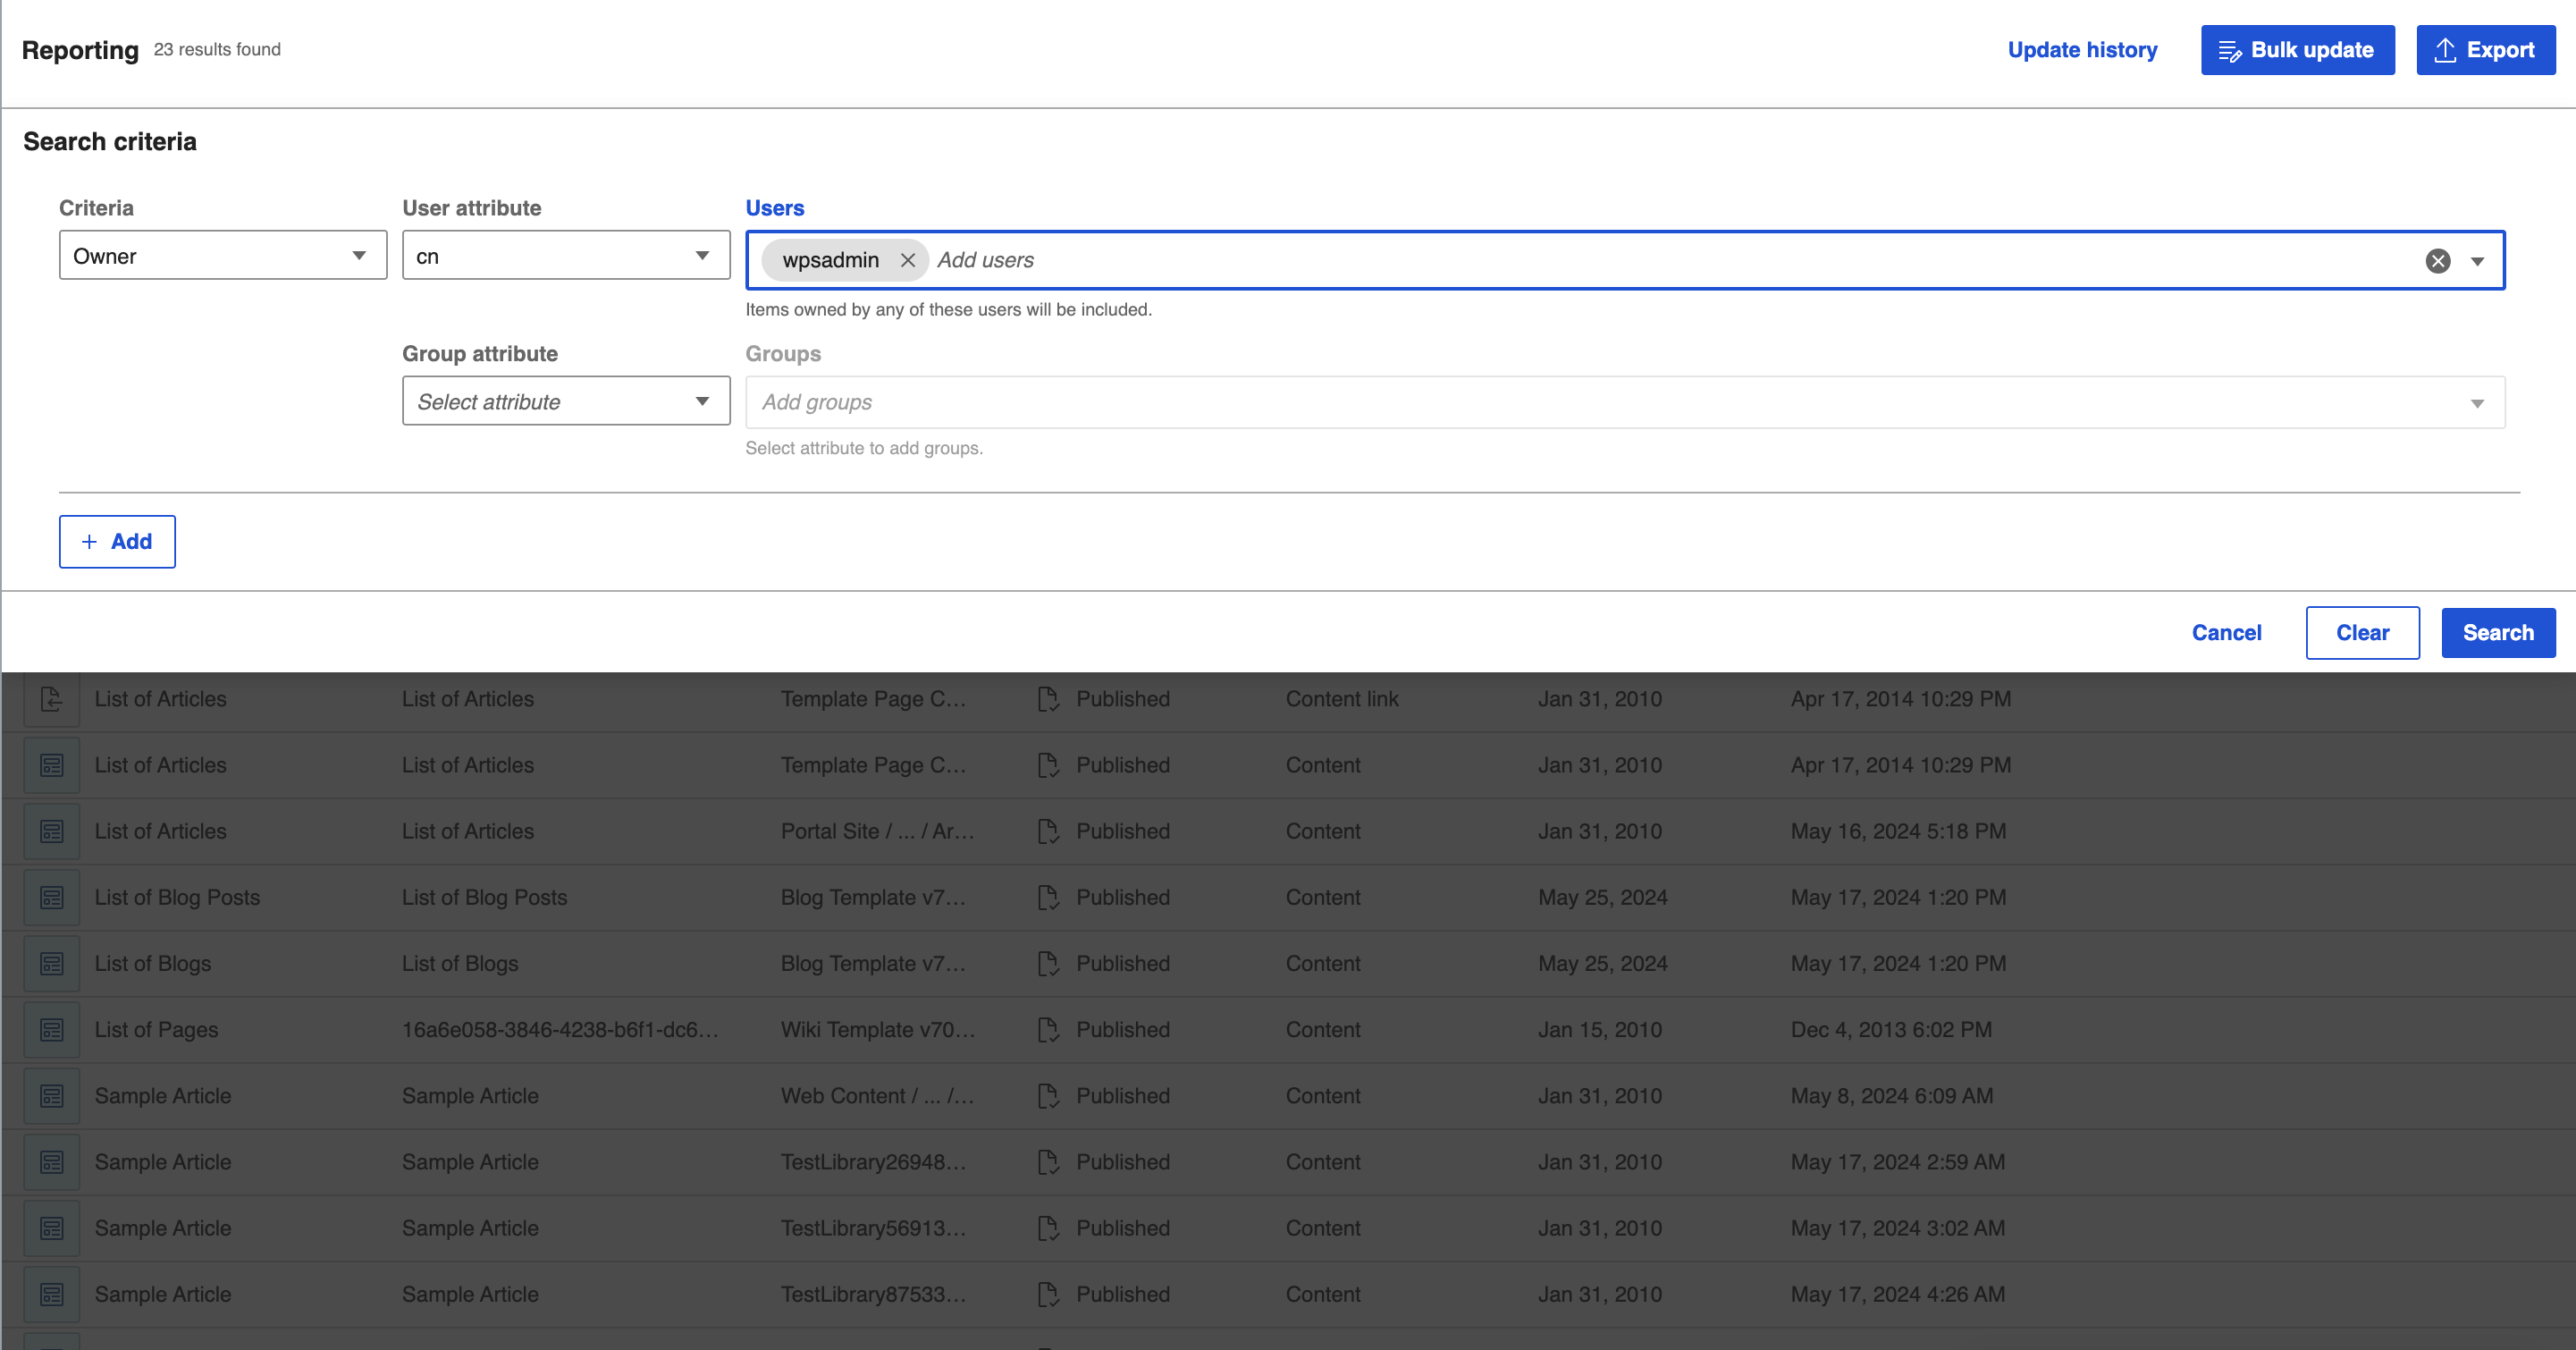 Reporting 23 results found Update history Bulk update Export
Search criteria
Criteria User attribute Users
Owner cn wpsadmin Add users
Items owned by any of these users will be included.
Group attribute Groups
Select attribute Add groups
Select attribute to add groups.
+ Add
Cancel Clear Search
List of Articles List of Articles Template Page C... Published Content link Jan 31, 2010 Apr 17, 2014 10:29 PM
List of Articles List of Articles Template Page C... Published Content Jan 31, 2010 Apr 17, 2014 10:29 PM
List of Articles List of Articles Portal Site / ... / Ar... Published Content Jan 31, 2010 May 16, 2024 5:18 PM
List of Blog Posts List of Blog Posts Blog Template v7... Published Content May 25, 2024 May 17, 2024 1:20 PM
List of Blogs List of Blogs Blog Template v7... Published Content May 25, 2024 May 17, 2024 1:20 PM
List of Pages 16a6e058-3846-4238-b6f1-dc6... Wiki Template v70... Published Content Jan 15, 2010 Dec 4, 2013 6:02 PM
Sample Article Sample Article Web Content / ... /... Published Content Jan 31, 2010 May 8, 2024 6:09 AM
Sample Article Sample Article TestLibrary26948... Published Content Jan 31, 2010 May 17, 2024 2:59 AM
Sample Article Sample Article TestLibrary56913... Published Content Jan 31, 2010 May 17, 2024 3:02 AM
Sample Article Sample Article TestLibrary87533... Published Content Jan 31, 2010 May 17, 2024 4:26 AM